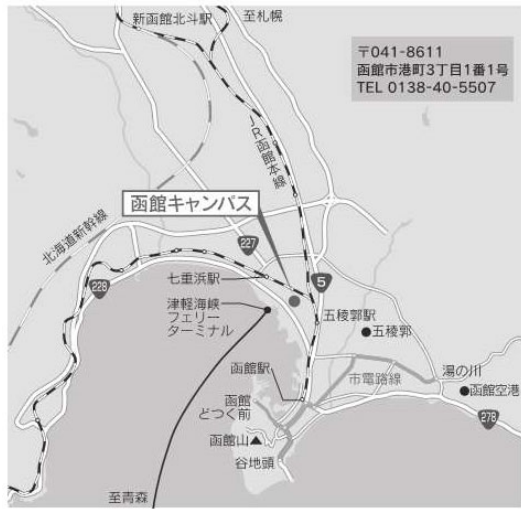 新函館北斗駅
至札幌
〒041-8611
函館市港町3丁目1番1号
TEL 0138-40-5507
JR函館本線
函館キャンパス
北海道新幹線
227
七重浜駅
5
228
津軽海峡
フェリー
ターミナル
五稜郭駅
五稜郭
函館駅
市電路線
湯の川
函館空港
函館
どつく前
278
函館山
谷地頭
至青森